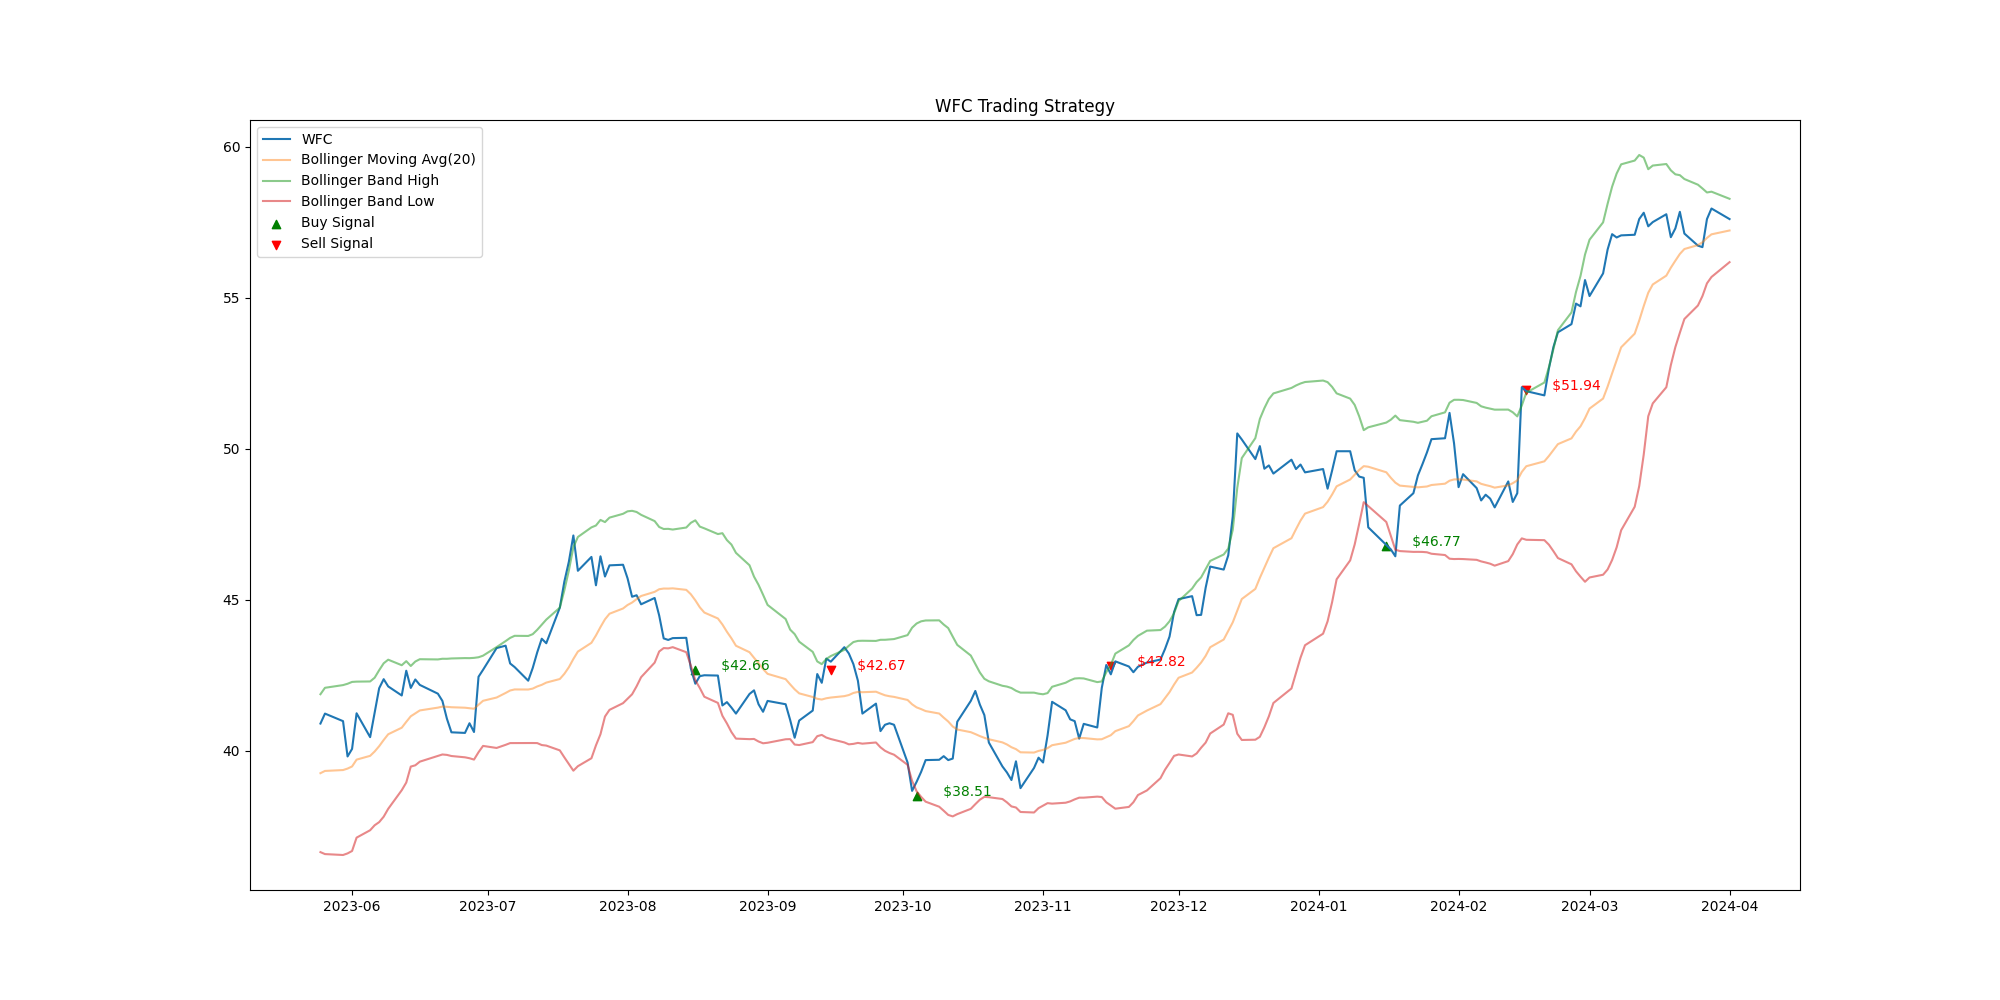 WFC Trading Strategy
WFC
Bollinger Moving Avg(20)
Bollinger Band High
Bollinger Band Low
Buy Signal
Sell Signal
60
55
50
45
40
$51.94
$46.77
$42.66
$42.67
$42.82
$38.51
2023-06 2023-07 2023-08 2023-09 2023-10 2023-11 2023-12 2024-01 2024-02 2024-03 2024-04